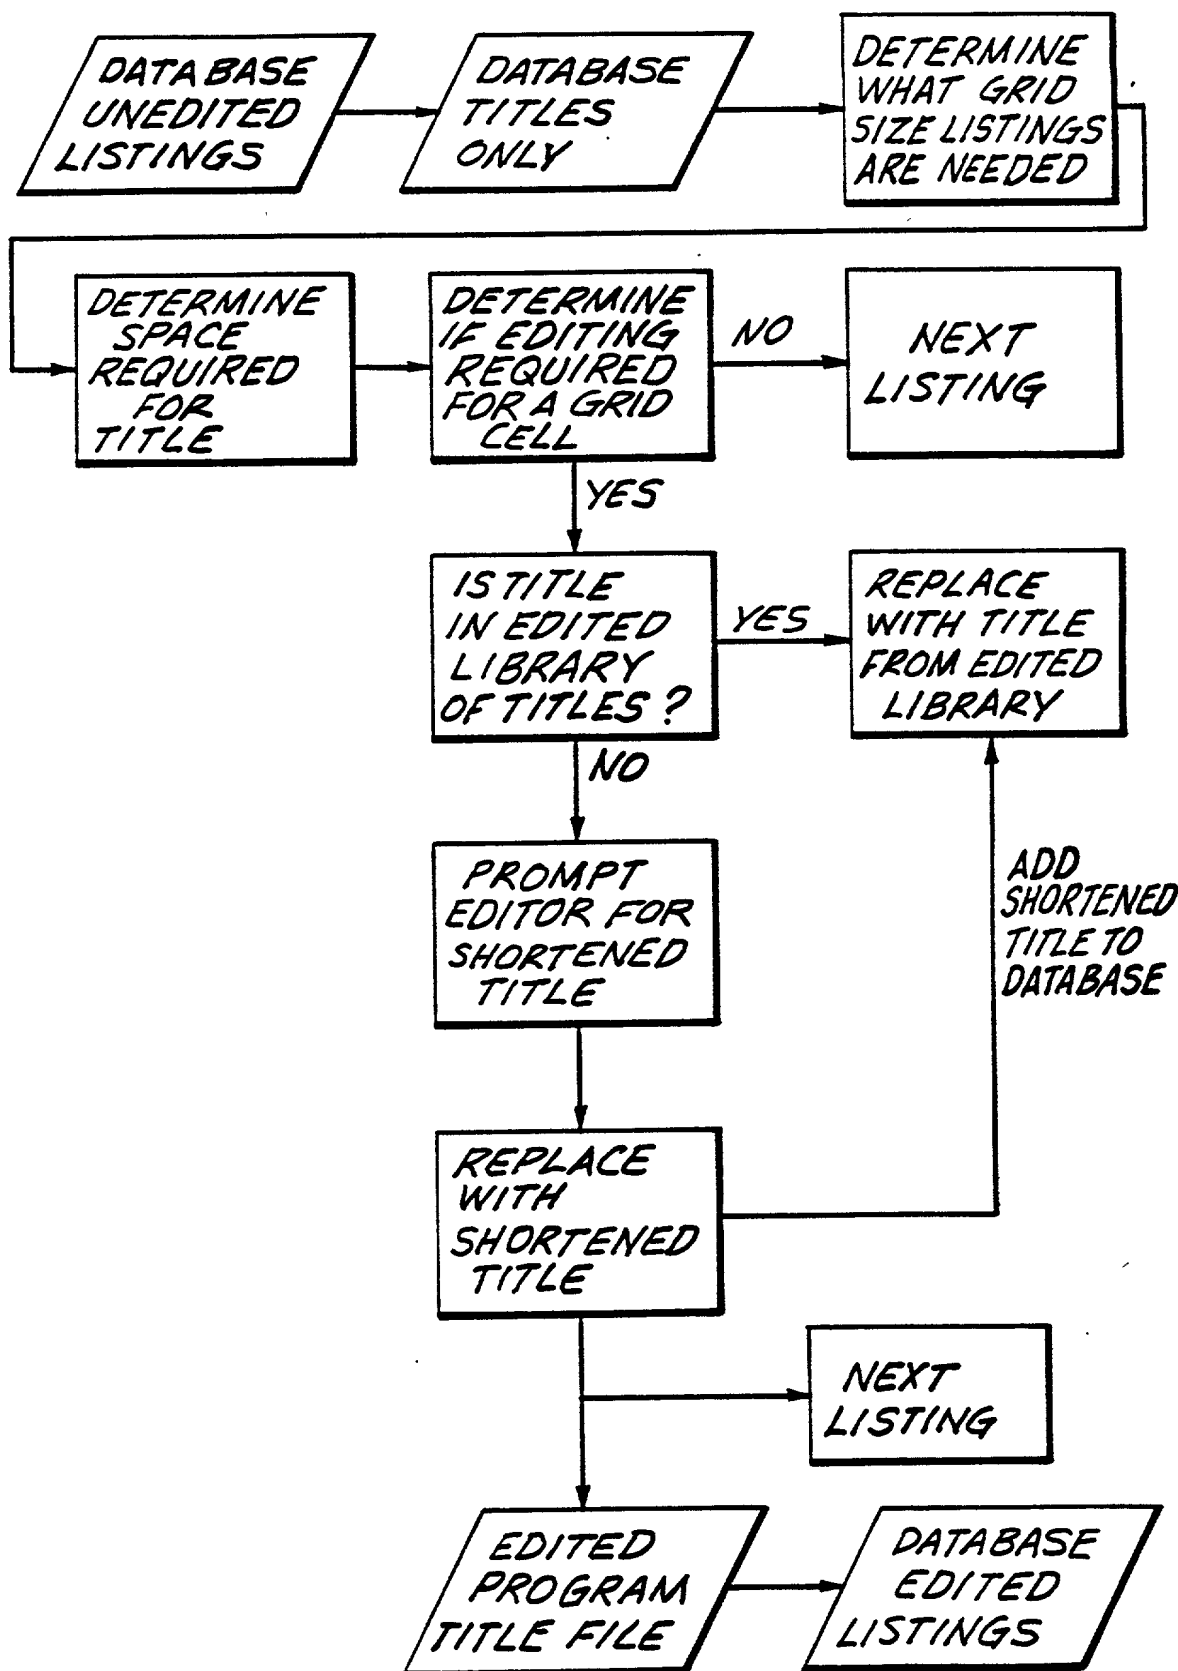 DATABASE
UNEDITED
LISTINGS
DATABASE
TITLES
ONLY
DETERMINE
WHAT GRID
SIZE LISTINGS
ARE NEEDED
DETERMINE
SPACE
REQUIRED
FOR
TITLE
DETERMINE
IF EDITING
REQUIRED
FOR A GRID
CELL
NO
NEXT
LISTING
YES
IS TITLE
IN EDITED
LIBRARY
OF TITLES?
YES
REPLACE
WITH TITLE
FROM EDITED
LIBRARY
NO
PROMPT
EDITOR FOR
SHORTENED
TITLE
ADD
SHORTENED
TITLE TO
DATABASE
REPLACE
WITH
SHORTENED
TITLE
NEXT
LISTING
EDITED
PROGRAM
TITLE FILE
DATABASE
EDITED
LISTINGS